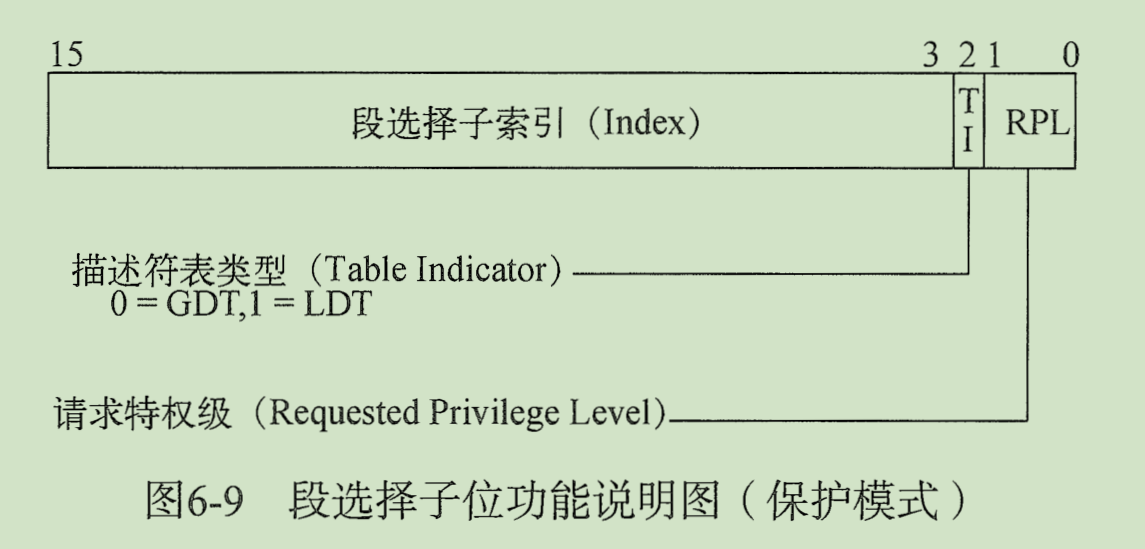 15 3 2 1 0
段选择子索引（Index） TI RPL
描述符表类型（Table Indicator）
0 = GDT,1 = LDT
请求特权级（Requested Privilege Level）
图6-9 段选择子位功能说明图（保护模式）